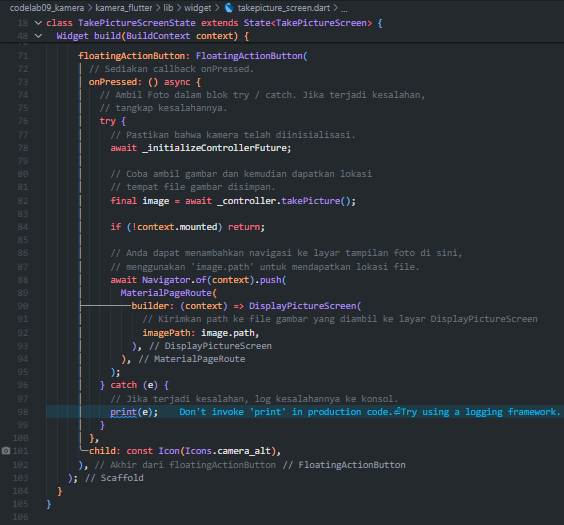 codelab09_kamera > kamera_flutter > lib > widget > takepicture_screen.dart > ...
18 class TakePictureScreenState extends State<TakePictureScreen> {
48 Widget build(BuildContext context) {
71 floatingActionButton: FloatingActionButton(
72 // Sediakan callback onPressed.
73 onPressed: () async {
74 // Ambil Foto dalam blok try / catch. Jika terjadi kesalahan,
75 // tangkap kesalahannya.
76 try {
77 // Pastikan bahwa kamera telah diinisialisasi.
78 await _initializeControllerFuture;
79
80 // Coba ambil gambar dan kemudian dapatkan lokasi
81 // tempat file gambar disimpan.
82 final image = await _controller.takePicture();
83
84 if (!context.mounted) return;
85
86 // Anda dapat menambahkan navigasi ke layar tampilan foto di sini,
87 // menggunakan 'image.path' untuk mendapatkan lokasi file.
88 await Navigator.of(context).push(
89 MaterialPageRoute(
90 builder: (context) => DisplayPictureScreen(
91 // Kirimkan path ke file gambar yang diambil ke layar DisplayPictureScreen
92 imagePath: image.path,
93 ), // DisplayPictureScreen
94 ), // MaterialPageRoute
95 );
96 } catch (e) {
97 // Jika terjadi kesalahan, log kesalahannya ke konsol.
98 print(e); Don't invoke 'print' in production code.⏎Try using a logging framework.
99 }
100 },
101 child: const Icon(Icons.camera_alt),
102 ), // Akhir dari floatingActionButton // FloatingActionButton
103 ); // Scaffold
104 }
105 }
106